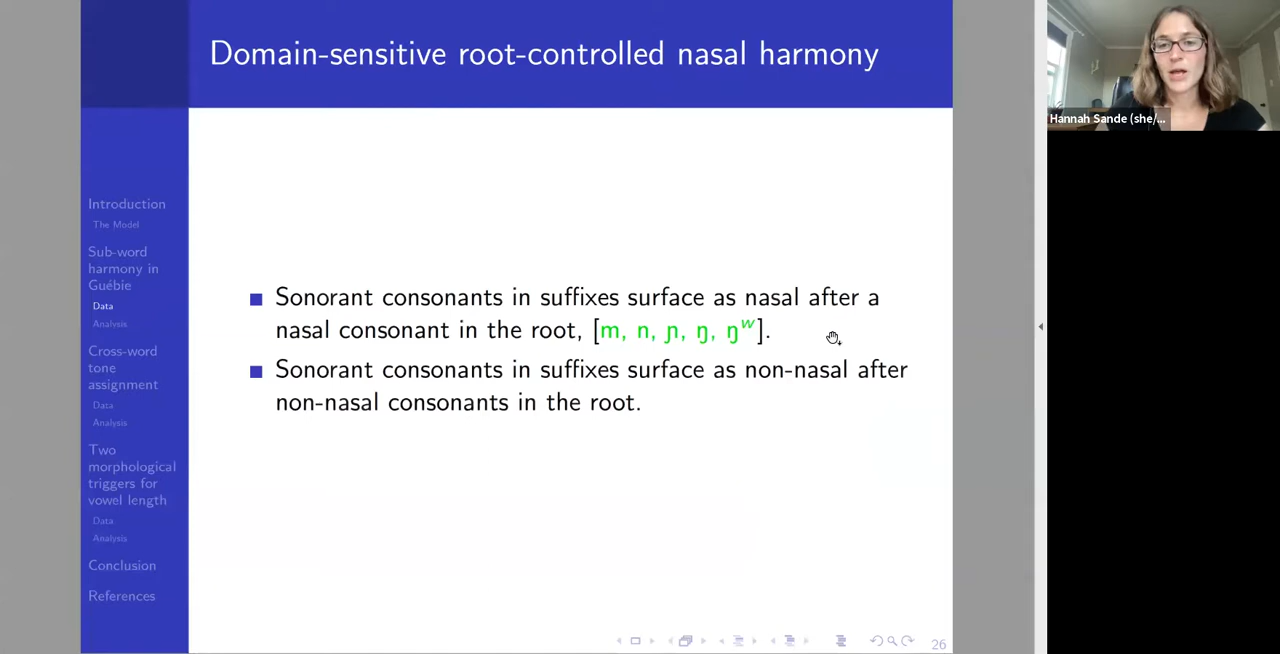 Domain-sensitive root-controlled nasal harmony
Hannah Sande (she/...
Introduction
The Model
Sub-word
harmony in
Guébie
Data
Analysis
Cross-word
tone
assignment
Data
Analysis
Two
morphological
triggers for
vowel length
Data
Analysis
Conclusion
References
Sonorant consonants in suffixes surface as nasal after a
nasal consonant in the root, [m, n, ɲ, ŋ, ŋʷ].
Sonorant consonants in suffixes surface as non-nasal after
non-nasal consonants in the root.
26